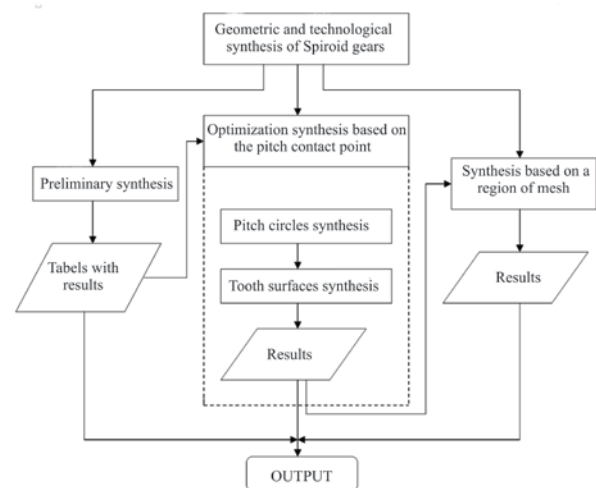 Geometric and technological
synthesis of Spiroid gears
Optimization synthesis based on
the pitch contact point
Preliminary synthesis
Synthesis based on a
region of mesh
Pitch circles synthesis
Tabels with
results
Tooth surfaces synthesis
Results
Results
OUTPUT